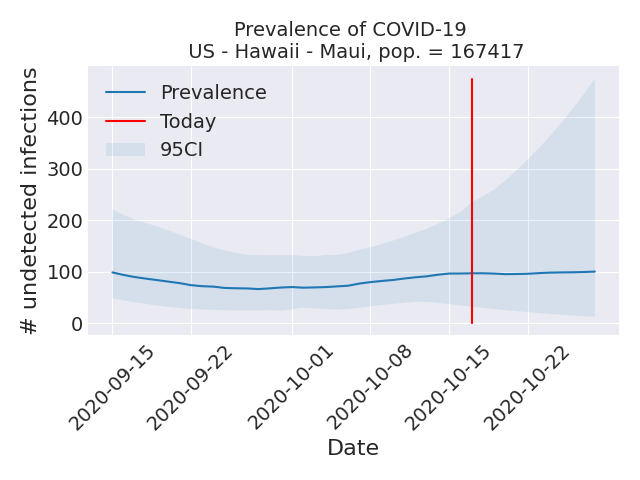 Prevalence of COVID-19
US - Hawaii - Maui, pop. = 167417
# undetected infections
400
300
200
100
0
Prevalence
Today
95CI
2020-09-15
2020-09-22
2020-10-01
2020-10-08
2020-10-15
2020-10-22
Date